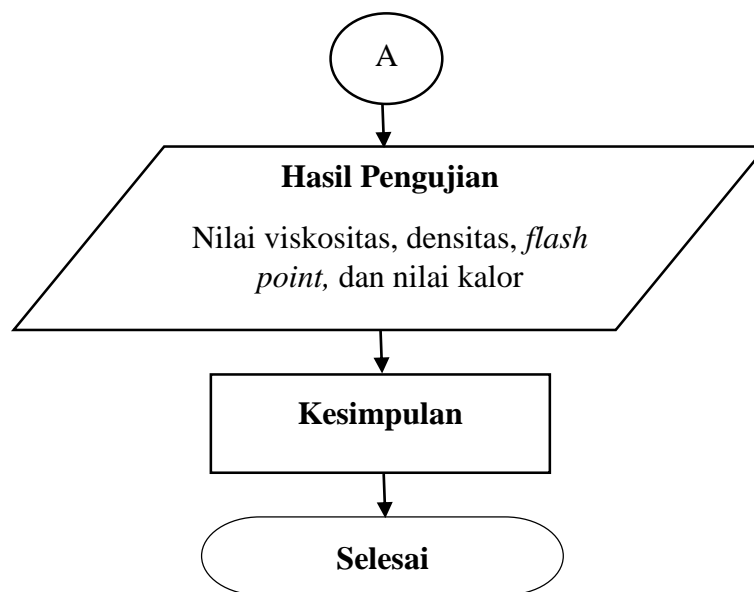 A
Hasil Pengujian
Nilai viskositas, densitas, flash
point, dan nilai kalor
Kesimpulan
Selesai